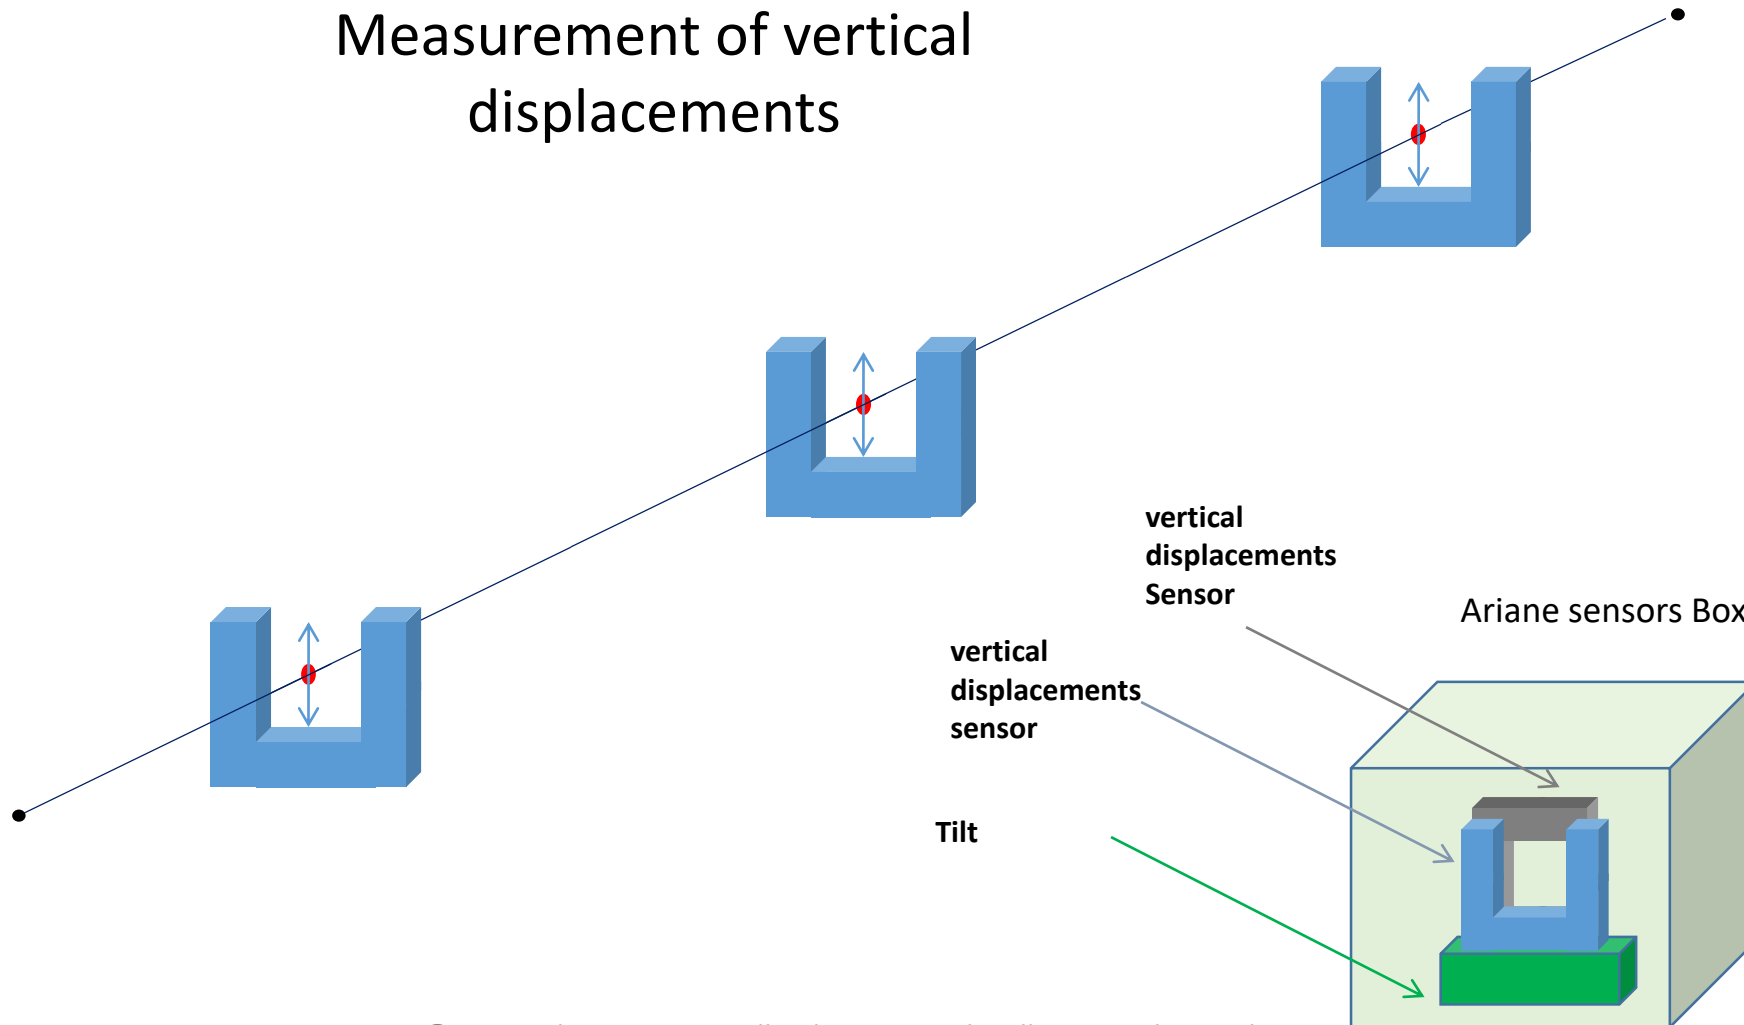 Measurement of vertical
displacements
vertical
displacements
Sensor
Ariane sensors Box
vertical
displacements
sensor
Tilt